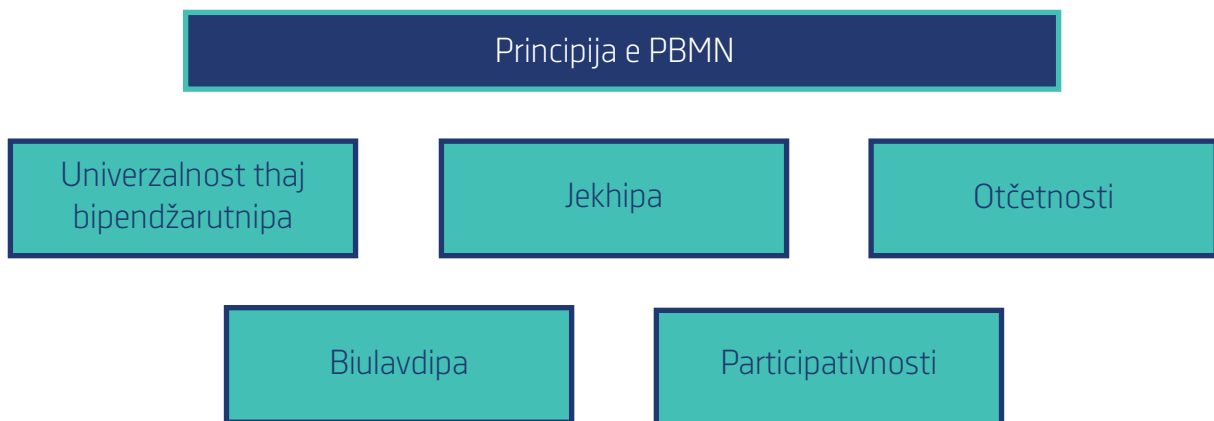 Principija e PBMN
Univerzalnost thaj
bipendžarutnipa
Jekhipa
Otčetnosti
Biulavdipa
Participativnosti